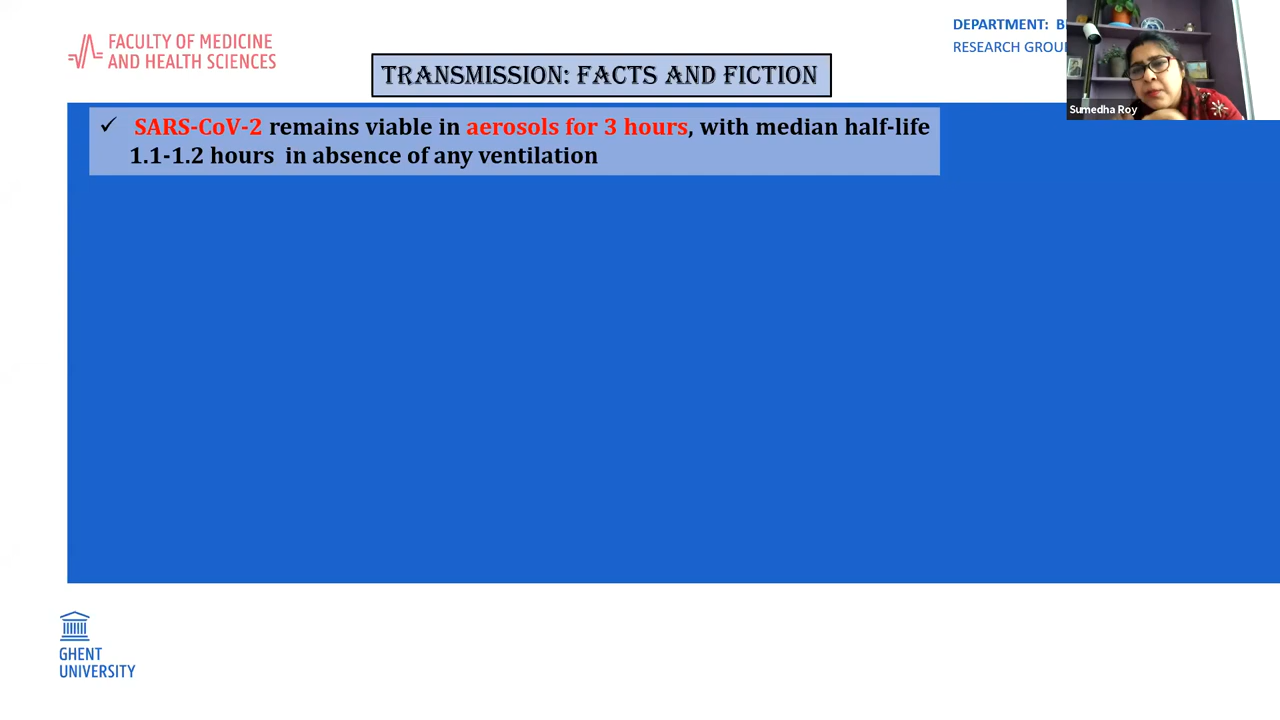 FACULTY OF MEDICINE
AND HEALTH SCIENCES
DEPARTMENT:
RESEARCH GROU
TRANSMISSION: FACTS AND FICTION
Sumedha Roy
✓ SARS-CoV-2 remains viable in aerosols for 3 hours, with median half-life
1.1-1.2 hours in absence of any ventilation
GHENT
UNIVERSITY